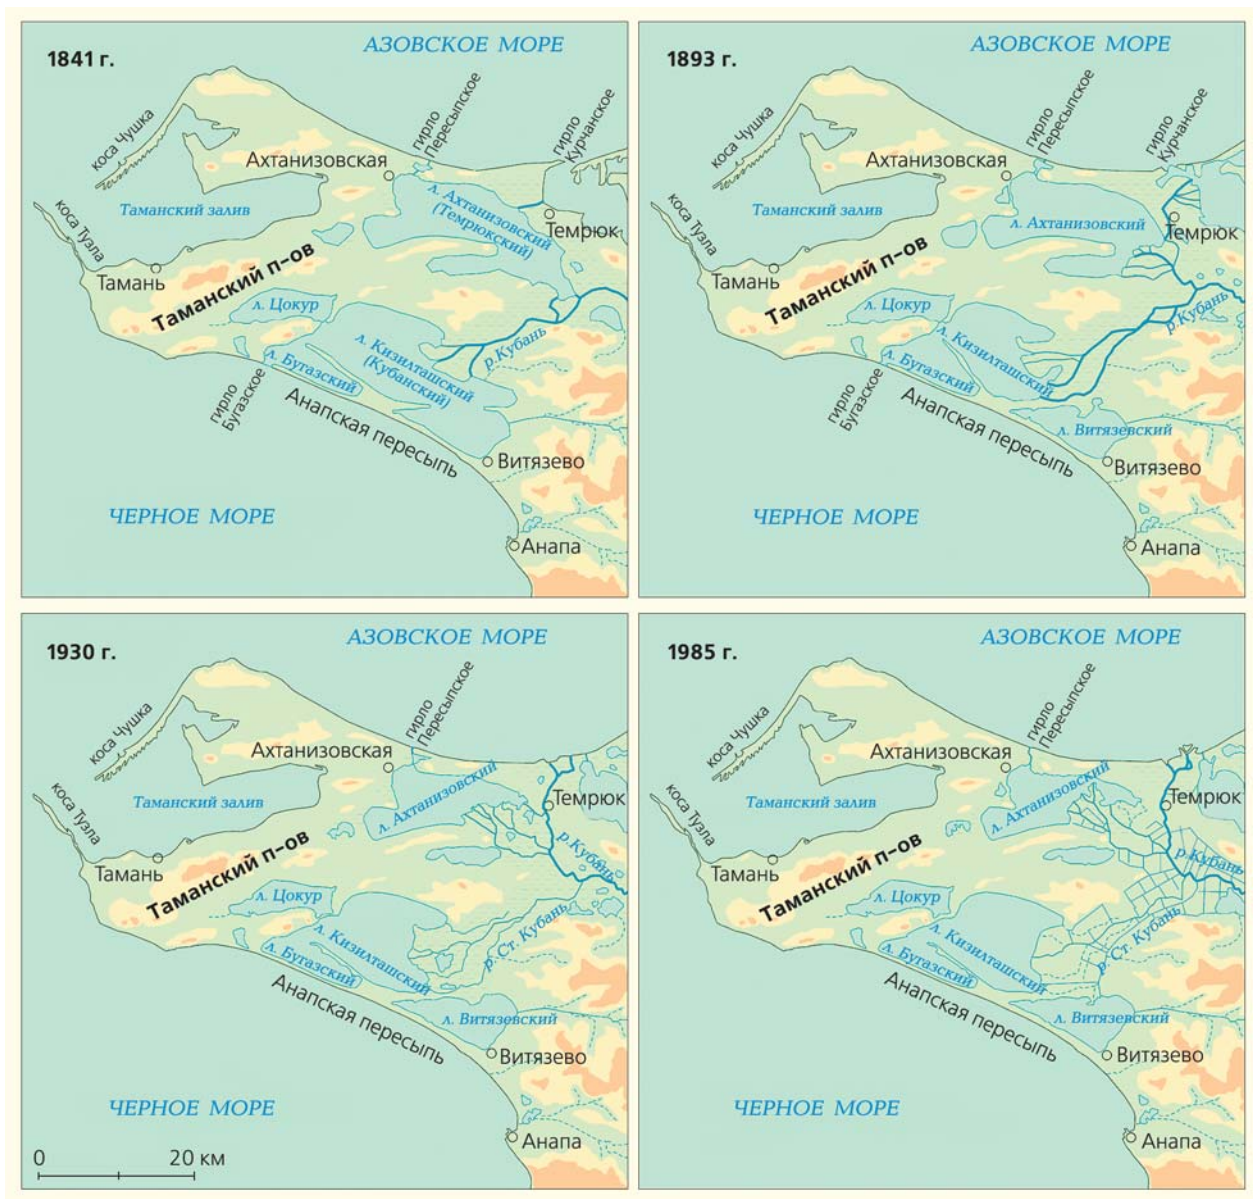 АЗОВСКОЕ МОРЕ
1841 г.
коса Чушка
гирло
Пересыпское
гирло
Курчанское
Ахтанизовская
коса Тузла
Таманский залив
л. Ахтанизовский
(Темрюкский)
Темрюк
Тамань
Таманский п-ов
л. Цокур
р.Кубань
л. Кизилташский
(Кубанский)
л. Бугазский
гирло
Бугазское
Анапская пересыпь
Витязево
ЧЕРНОЕ МОРЕ
Анапа
АЗОВСКОЕ МОРЕ
1893 г.
коса Чушка
гирло
Пересыпское
гирло
Курчанское
Ахтанизовская
коса Тузла
Таманский залив
л. Ахтанизовский
Темрюк
Тамань
Таманский п-ов
л. Цокур
р.Кубань
л. Кизилташский
л. Бугазский
гирло
Бугазское
Анапская пересыпь
л. Витязевский
Витязево
ЧЕРНОЕ МОРЕ
Анапа
АЗОВСКОЕ МОРЕ
1930 г.
коса Чушка
гирло
Пересыпское
Ахтанизовская
коса Тузла
Таманский залив
л. Ахтанизовский
Темрюк
р.Кубань
Тамань
Таманский п-ов
л. Цокур
р. Ст. Кубань
л. Кизилташский
л. Бугазский
Анапская пересыпь
л. Витязевский
Витязево
ЧЕРНОЕ МОРЕ
Анапа
0 20 км
АЗОВСКОЕ МОРЕ
1985 г.
коса Чушка
гирло
Пересыпское
Ахтанизовская
коса Тузла
Таманский залив
л. Ахтанизовский
Темрюк
р.Кубань
Тамань
Таманский п-ов
л. Цокур
р. Ст. Кубань
л. Кизилташский
л. Бугазский
Анапская пересыпь
л. Витязевский
Витязево
ЧЕРНОЕ МОРЕ
Анапа